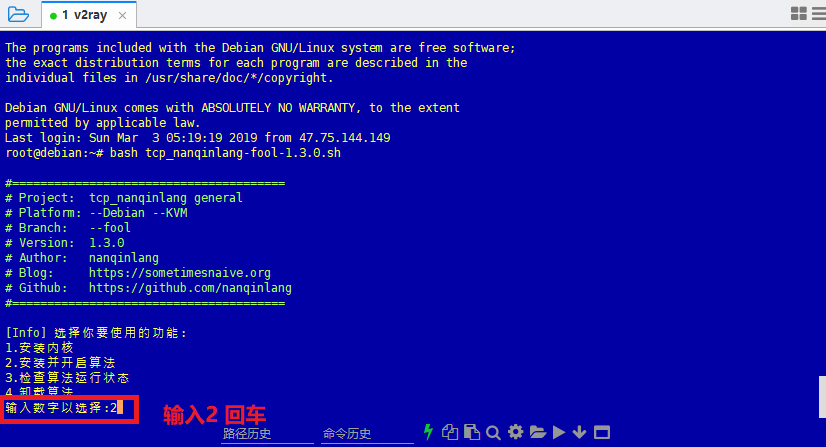 1 v2ray
The programs included with the Debian GNU/Linux system are free software;
the exact distribution terms for each program are described in the
individual files in /usr/share/doc/*/copyright.
Debian GNU/Linux comes with ABSOLUTELY NO WARRANTY, to the extent
permitted by applicable law.
Last login: Sun Mar  3 05:19:19 2019 from 47.75.144.149
root@debian:~# bash tcp_nanqinlang-fool-1.3.0.sh
#=======================================
# Project:  tcp_nanqinlang general
# Platform: --Debian --KVM
# Branch:   --fool
# Version:  1.3.0
# Author:   nanqinlang
# Blog:     https://sometimesnaive.org
# Github:   https://github.com/nanqinlang
#=======================================
[Info] 选择你要使用的功能:
1.安装内核
2.安装并开启算法
3.检查算法运行状态
4.卸载算法
输入数字以选择:2
输入2 回车
路径历史 命令历史